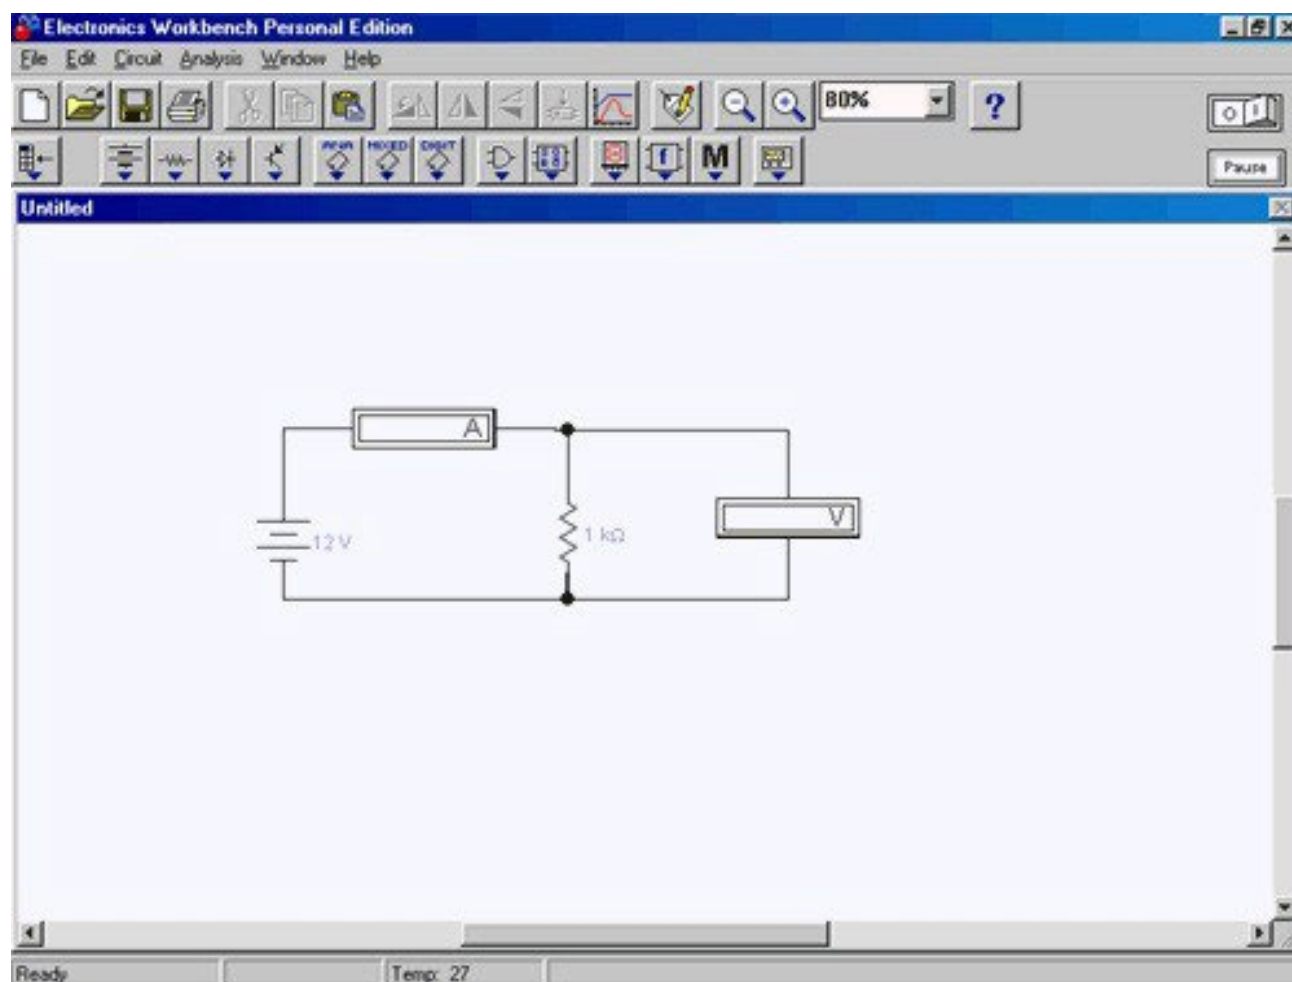 Electronics Workbench Personal Edition
File Edit Circuit Analysis Window Help
80% ?
ANA MIXED DIGIT f M
Pause
Untitled
A
V
12 V
1 kΩ
Ready Temp: 27